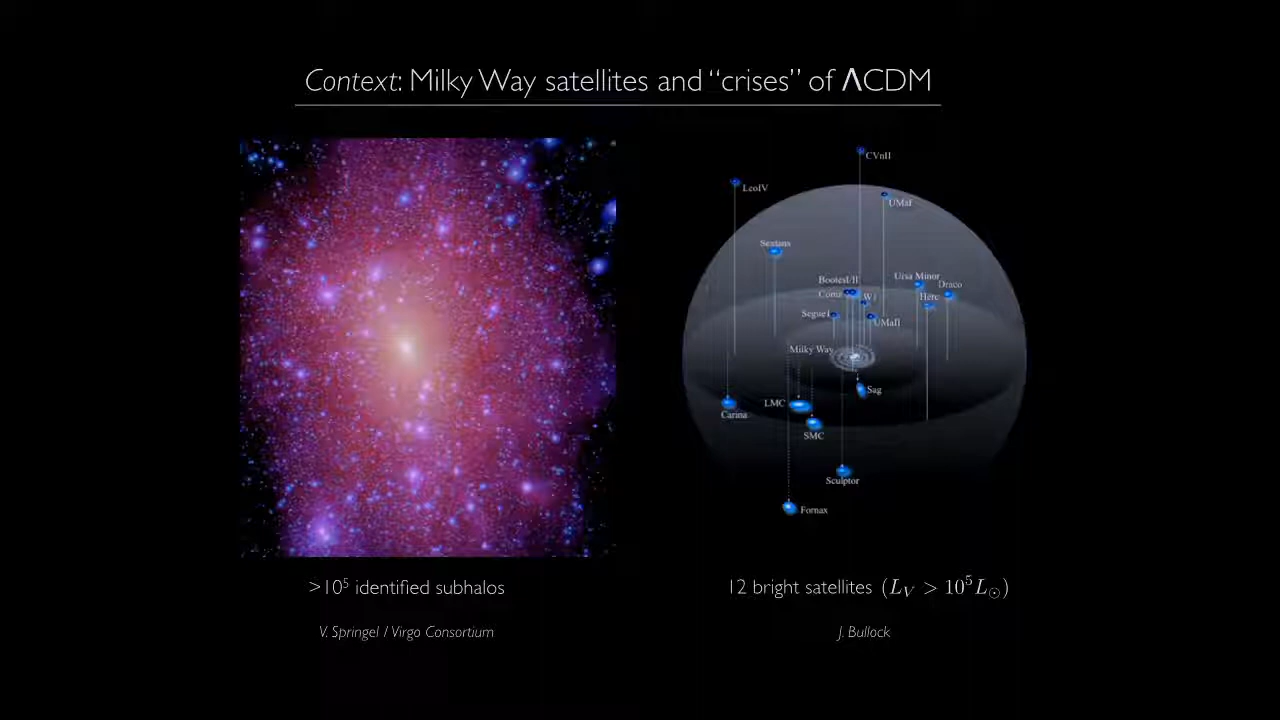 Context: Milky Way satellites and “crises” of ΛCDM
CVnII
LeoIV
UMaI
Sextans
Ursa Minor
BootesI/II
Draco
Coma
W1
Herc
Segue1
UMaII
Milky Way
Sag
LMC
Carina
SMC
Sculptor
Fornax
>10⁵ identified subhalos
12 bright satellites (L_V > 10⁵L_⊙)
V. Springel / Virgo Consortium
J. Bullock